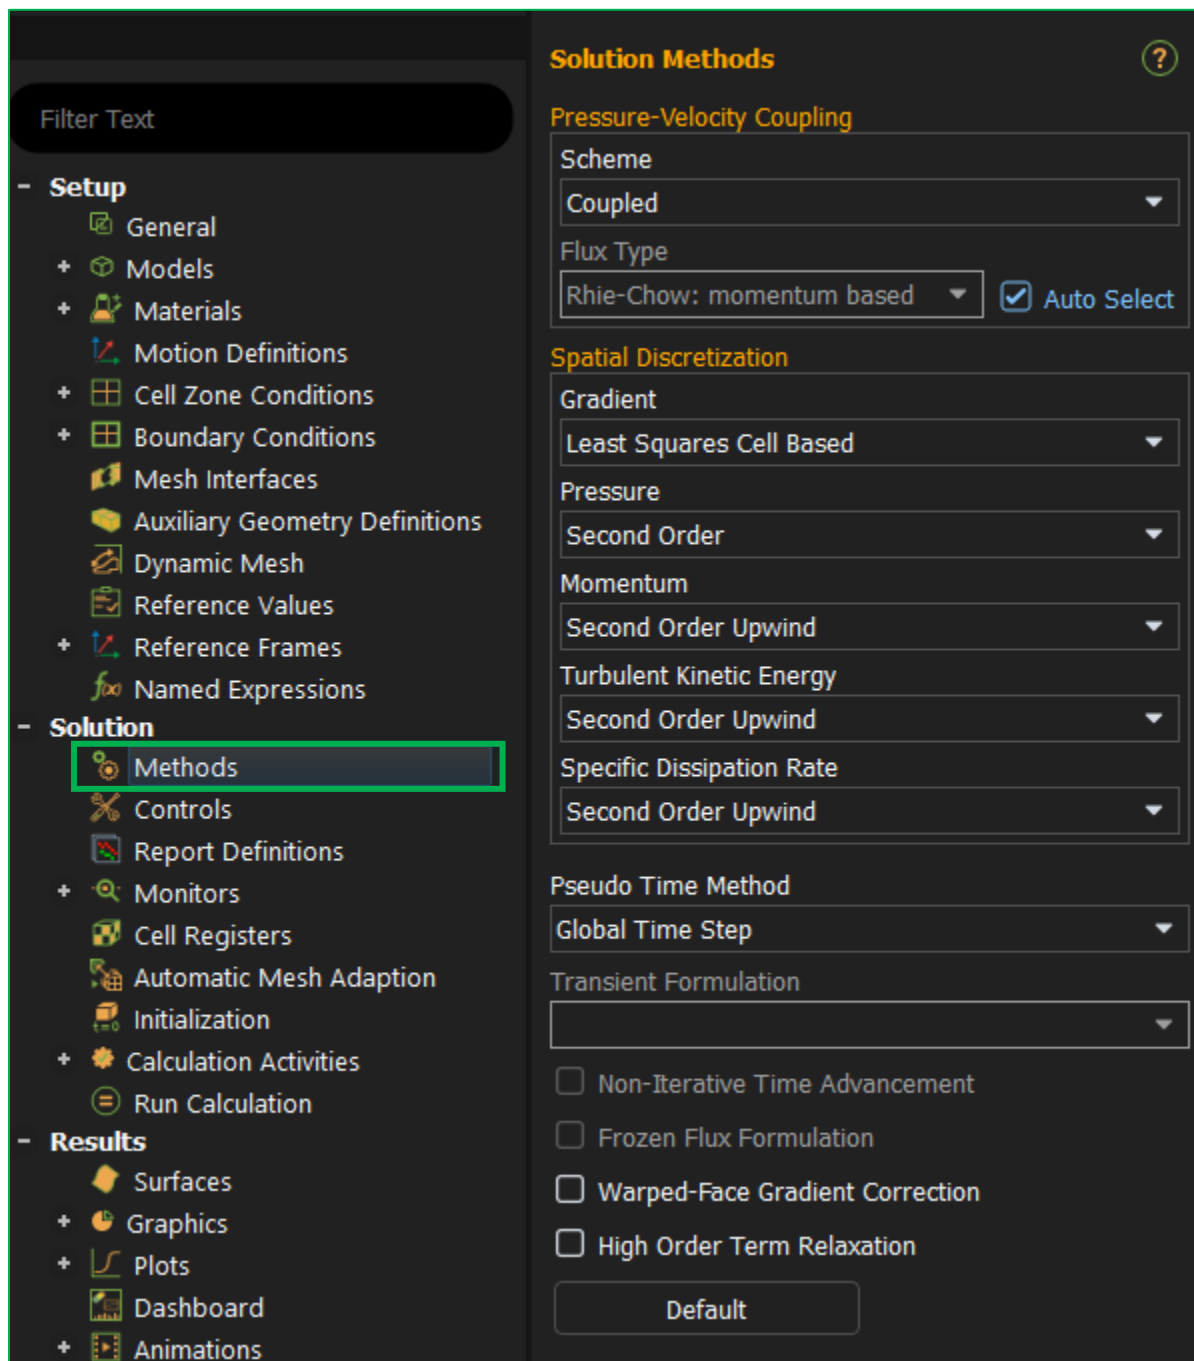 Filter Text
Setup
General
Models
Materials
Motion Definitions
Cell Zone Conditions
Boundary Conditions
Mesh Interfaces
Auxiliary Geometry Definitions
Dynamic Mesh
Reference Values
Reference Frames
f(x) Named Expressions
Solution
Methods
Controls
Report Definitions
Monitors
Cell Registers
Automatic Mesh Adaption
t=0 Initialization
Calculation Activities
Run Calculation
Results
Surfaces
Graphics
Plots
Dashboard
Animations
Solution Methods ?
Pressure-Velocity Coupling
Scheme
Coupled
Flux Type
Rhie-Chow: momentum based Auto Select
Spatial Discretization
Gradient
Least Squares Cell Based
Pressure
Second Order
Momentum
Second Order Upwind
Turbulent Kinetic Energy
Second Order Upwind
Specific Dissipation Rate
Second Order Upwind
Pseudo Time Method
Global Time Step
Transient Formulation
Non-Iterative Time Advancement
Frozen Flux Formulation
Warped-Face Gradient Correction
High Order Term Relaxation
Default